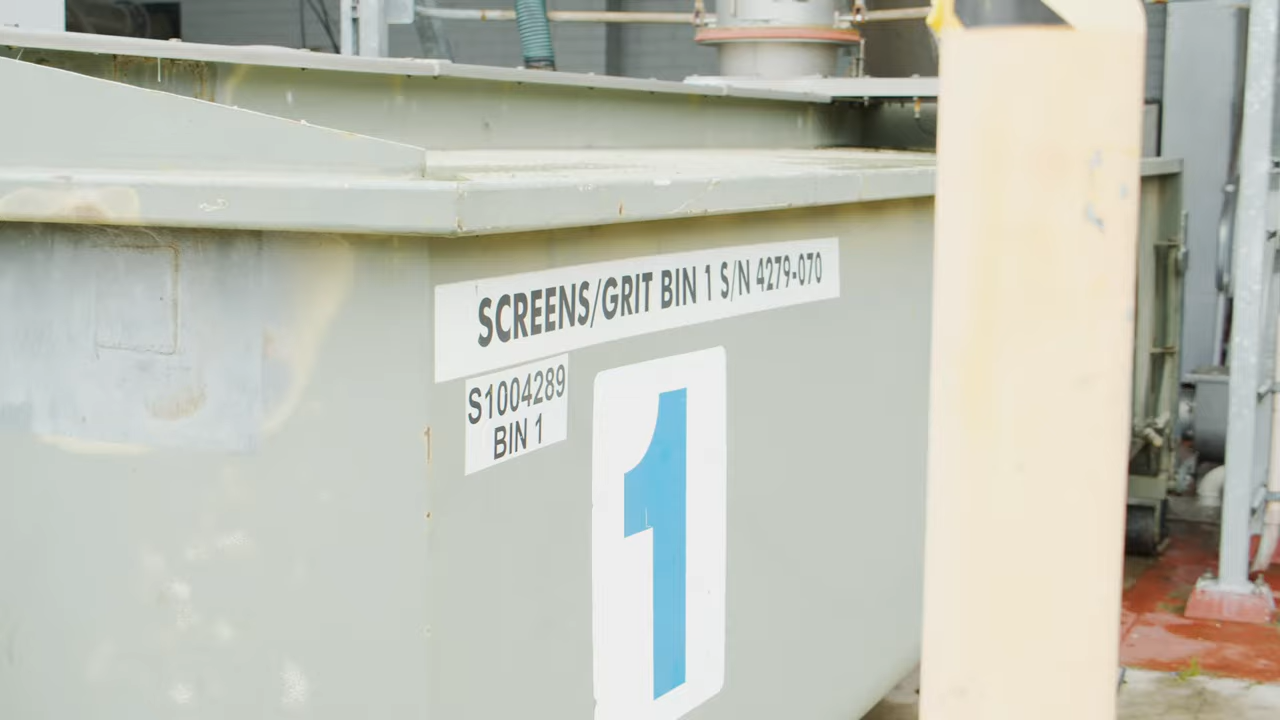 SCREENS/GRIT BIN 1 S/N 4279-070
S1004289
BIN 1
1